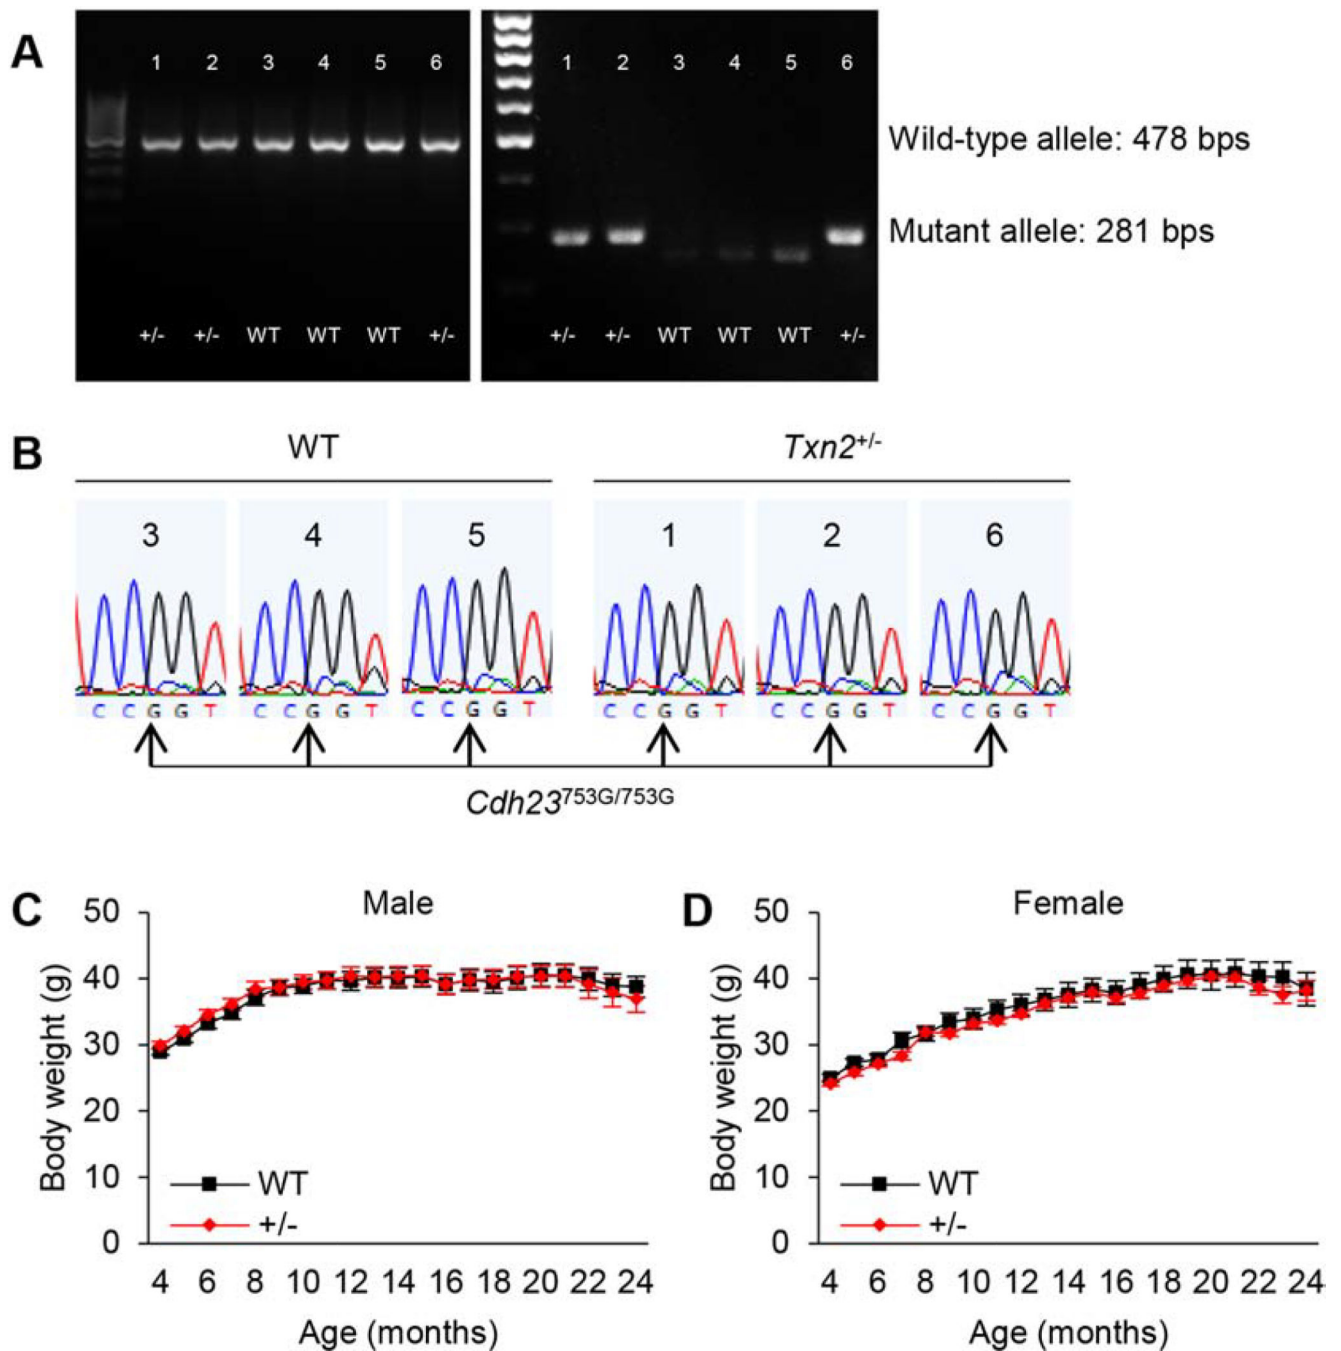 A
1 2 3 4 5 6
+/- +/- WT WT WT +/-
1 2 3 4 5 6
+/- +/- WT WT WT +/-
Wild-type allele: 478 bps
Mutant allele: 281 bps
B
WT
Txn2+/-
3 4 5 1 2 6
C C G G T
C C G G T
C C G G T
C C G G T
C C G G T
C C G G T
Cdh23753G/753G
C
Male
Body weight (g)
50
40
30
20
10
0
WT
+/-
4 6 8 10 12 14 16 18 20 22 24
Age (months)
D
Female
Body weight (g)
50
40
30
20
10
0
WT
+/-
4 6 8 10 12 14 16 18 20 22 24
Age (months)